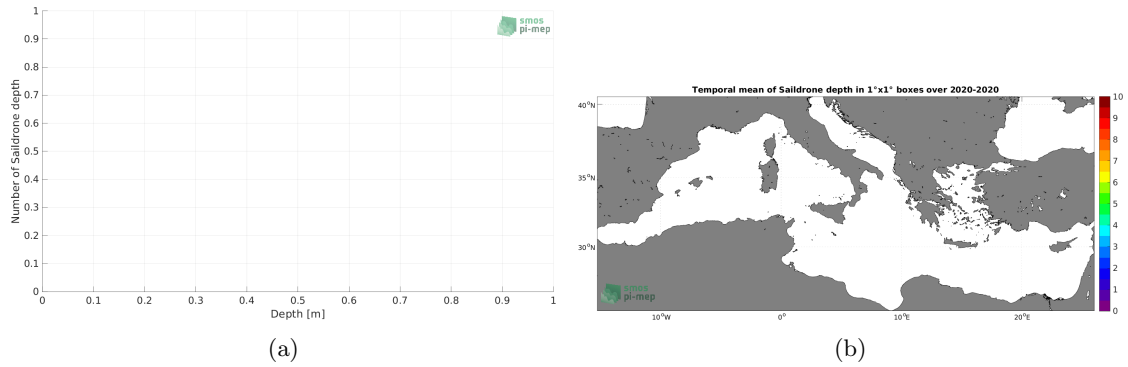 1
0.9
0.8
0.7
0.6
0.5
0.4
0.3
0.2
0.1
0
Number of Saildrone depth
0 0.1 0.2 0.3 0.4 0.5 0.6 0.7 0.8 0.9 1
Depth [m]
smos
pi-mep
(a)
Temporal mean of Saildrone depth in 1°x1° boxes over 2020-2020
40°N
35°N
30°N
10°W 0° 10°E 20°E
smos
pi-mep
10
9
8
7
6
5
4
3
2
1
0
(b)